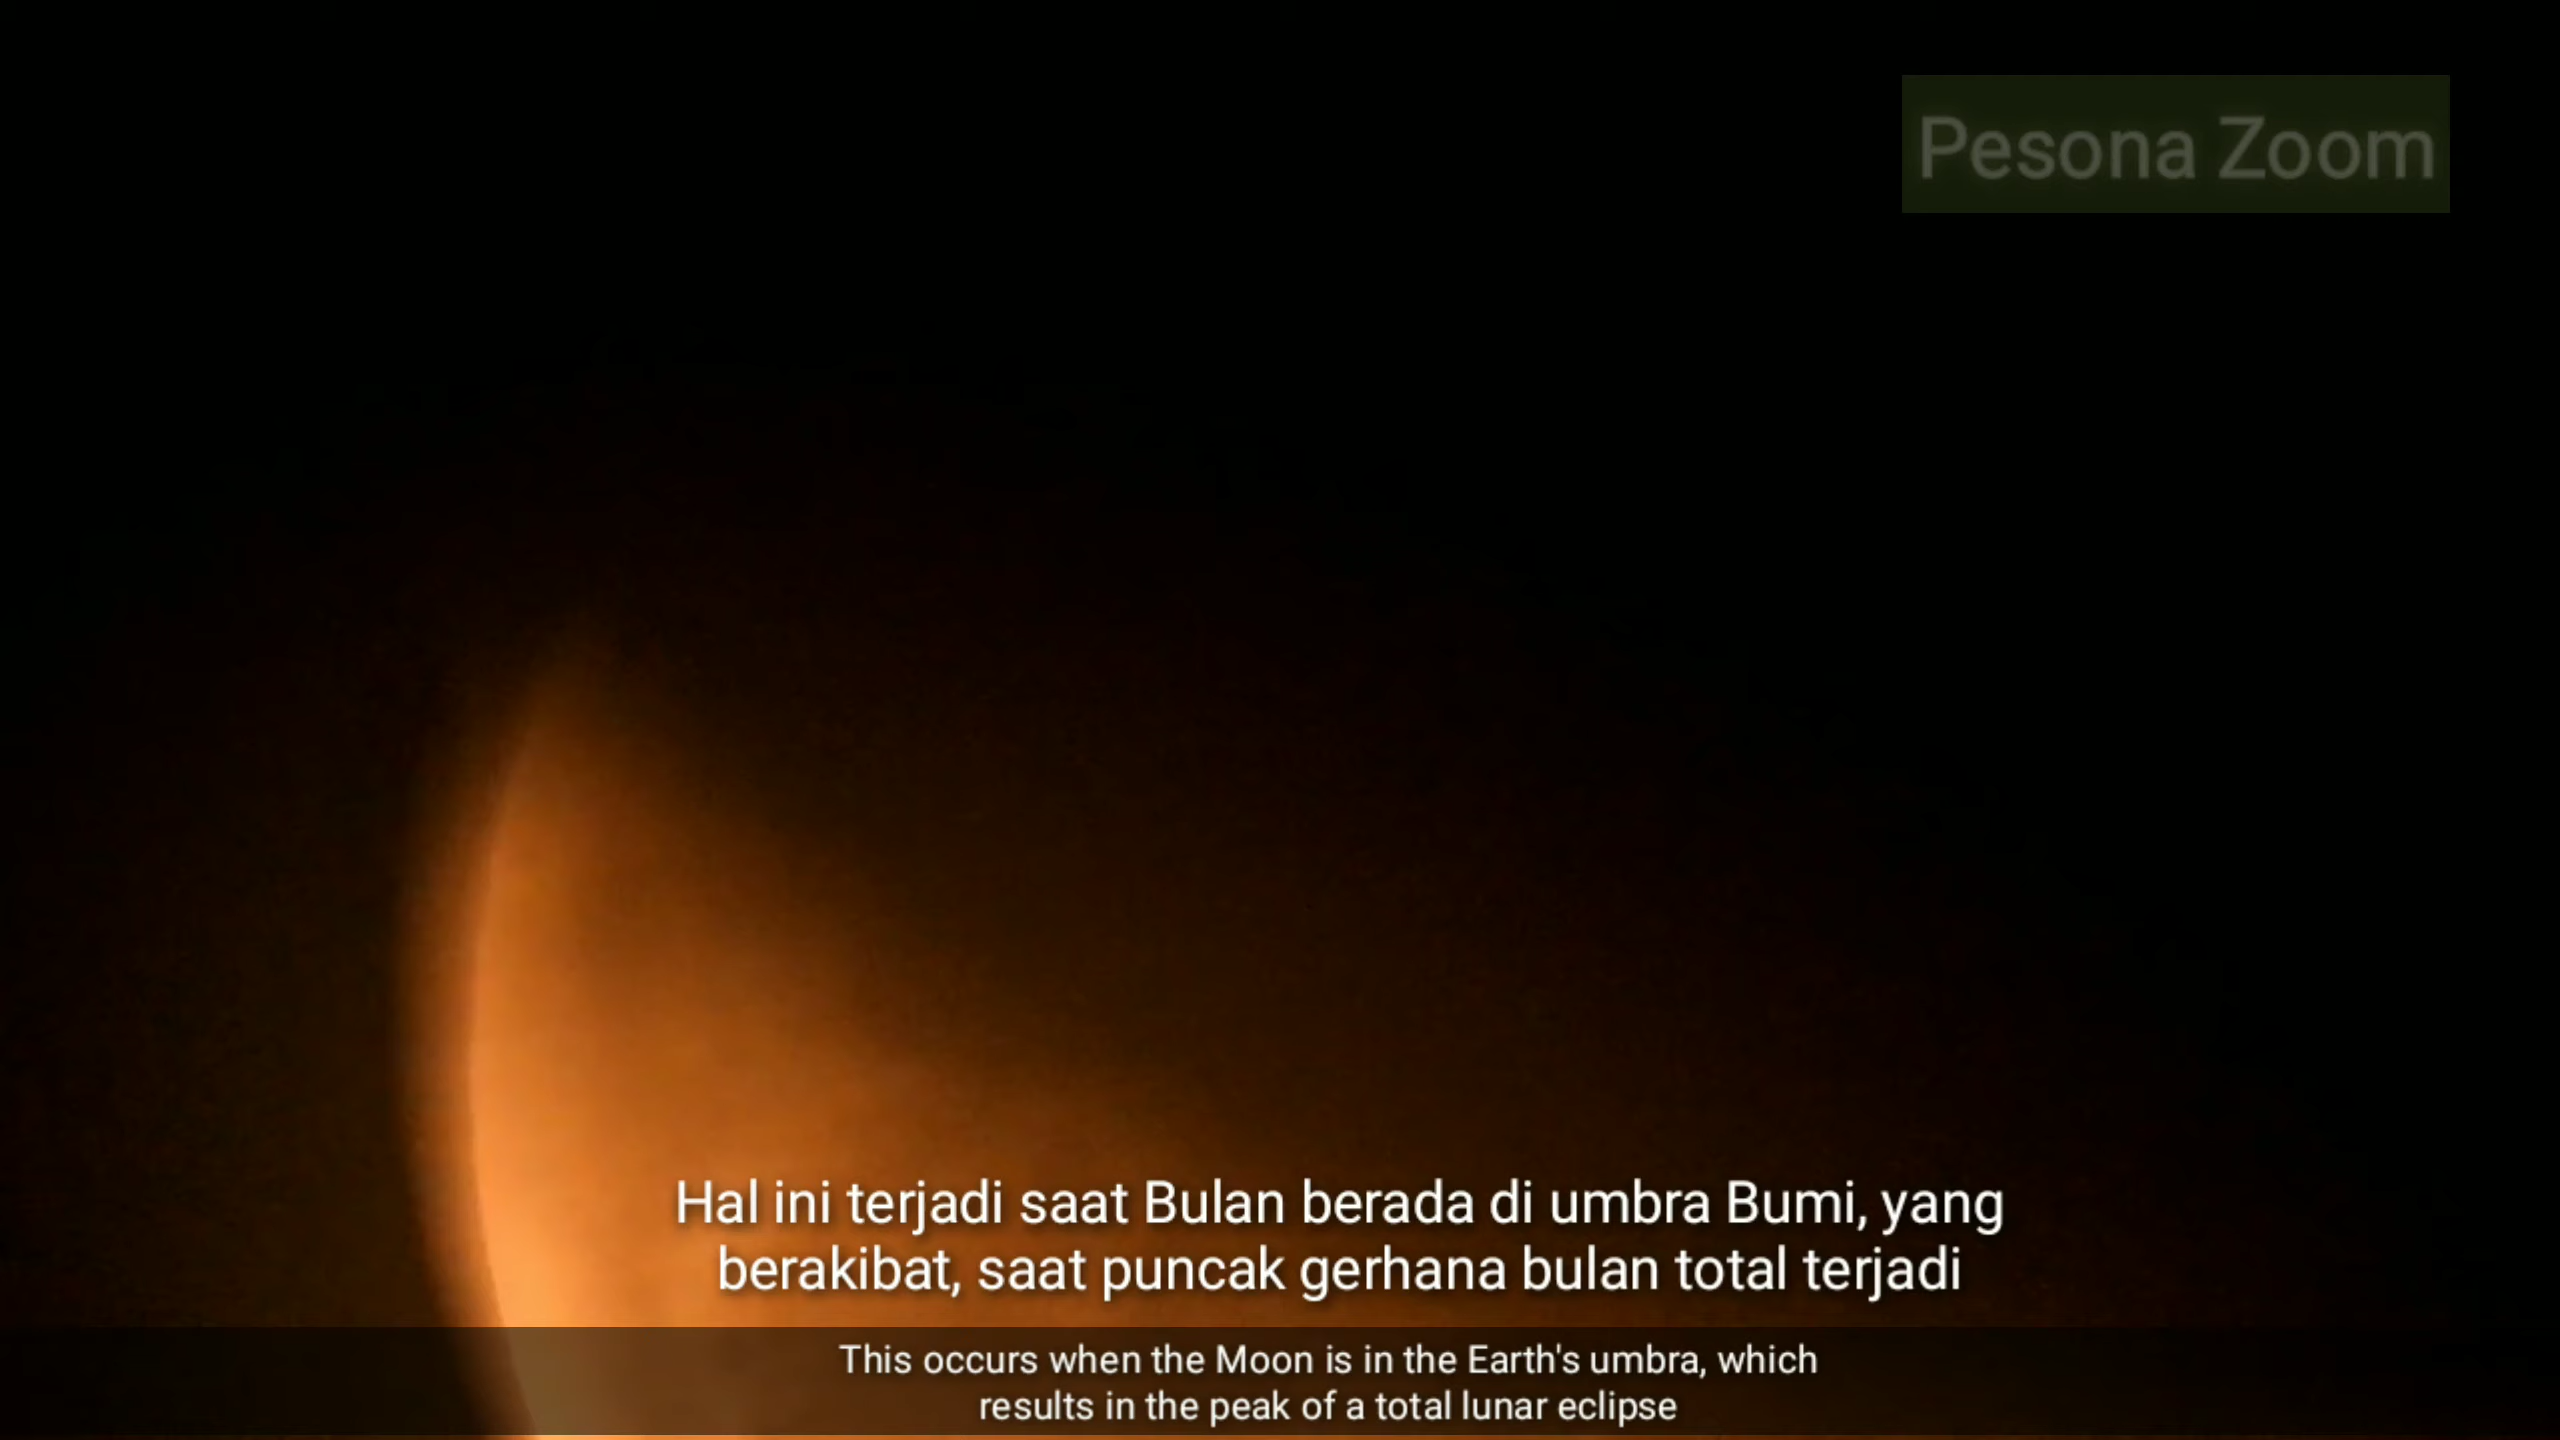 Pesona Zoom
Hal ini terjadi saat Bulan berada di umbra Bumi, yang
berakibat, saat puncak gerhana bulan total terjadi
This occurs when the Moon is in the Earth's umbra, which
results in the peak of a total lunar eclipse